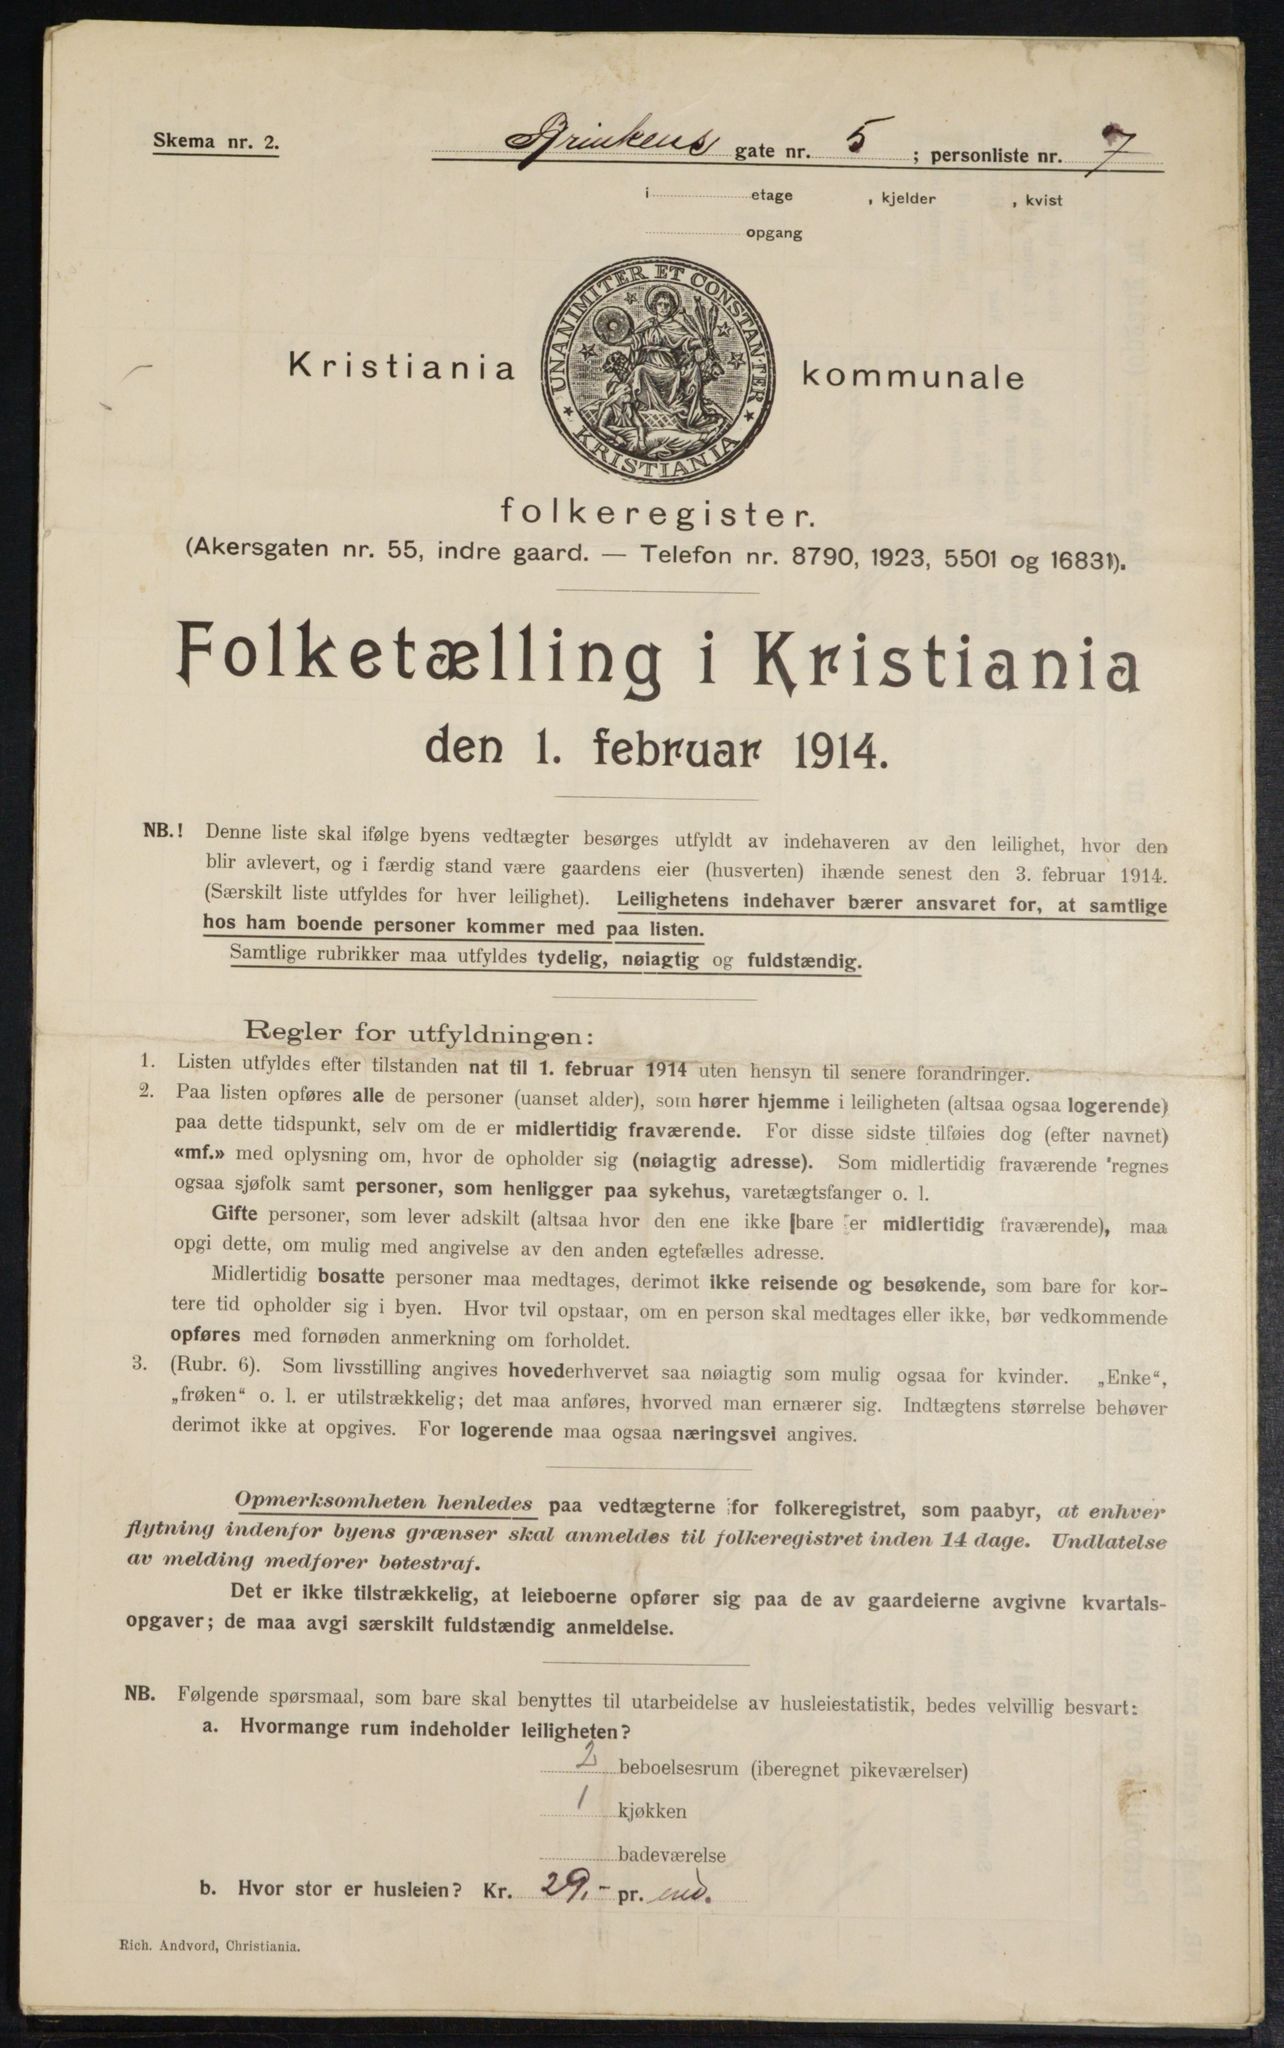 Skema nr. 2.
Brinkens gate nr. 5 ; personliste nr. 7
i etage , kjelder , kvist
opgang
UNANIMITER ET CONSTANTER
KRISTIANIA
Kristiania kommunale
folkeregister.
(Akersgaten nr. 55, indre gaard. — Telefon nr. 8790, 1923, 5501 og 16831).
Folketælling i Kristiania
den 1. februar 1914.
NB.! Denne liste skal ifølge byens vedtægter besørges utfyldt av indehaveren av den leilighet, hvor den
blir avlevert, og i færdig stand være gaardens eier (husverten) ihænde senest den 3. februar 1914.
(Særskilt liste utfyldes for hver leilighet). Leilighetens indehaver bærer ansvaret for, at samtlige
hos ham boende personer kommer med paa listen.
Samtlige rubrikker maa utfyldes tydelig, nøiagtig og fuldstændig.
Regler for utfyldningen:
1. Listen utfyldes efter tilstanden nat til 1. februar 1914 uten hensyn til senere forandringer.
2. Paa listen opføres alle de personer (uanset alder), som hører hjemme i leiligheten (altsaa ogsaa logerende)
paa dette tidspunkt, selv om de er midlertidig fraværende. For disse sidste tilføies dog (efter navnet)
«mf.» med oplysning om, hvor de opholder sig (nøiagtig adresse). Som midlertidig fraværende regnes
ogsaa sjøfolk samt personer, som henligger paa sykehus, varetægtsfanger o. l.
Gifte personer, som lever adskilt (altsaa hvor den ene ikke bare er midlertidig fraværende), maa
opgi dette, om mulig med angivelse av den anden egtefælles adresse.
Midlertidig bosatte personer maa medtages, derimot ikke reisende og besøkende, som bare for kor-
tere tid opholder sig i byen. Hvor tvil opstaar, om en person skal medtages eller ikke, bør vedkommende
opføres med fornøden anmerkning om forholdet.
3. (Rubr. 6). Som livsstilling angives hovederhvervet saa nøiagtig som mulig ogsaa for kvinder. „Enke“,
„frøken“ o. l. er utilstrækkelig; det maa anføres, hvorved man ernærer sig. Indtægtens størrelse behøver
derimot ikke at opgives. For logerende maa ogsaa næringsvei angives.
Opmerksomheten henledes paa vedtægterne for folkeregistret, som paabyr, at enhver
flytning indenfor byens grænser skal anmeldes til folkeregistret inden 14 dage. Undlatelse
av melding medfører bøtestraf.
Det er ikke tilstrækkelig, at leieboerne opfører sig paa de av gaardeierne avgivne kvartals-
opgaver; de maa avgi særskilt fuldstændig anmeldelse.
NB. Følgende spørsmaal, som bare skal benyttes til utarbeidelse av husleiestatistik, bedes velvillig besvart:
a. Hvormange rum indeholder leiligheten?
2 beboelsesrum (iberegnet pikeværelser)
1 kjøkken
badeværelse
b. Hvor stor er husleien? Kr. 29.- pr. md.
Rich. Andvord, Christiania.